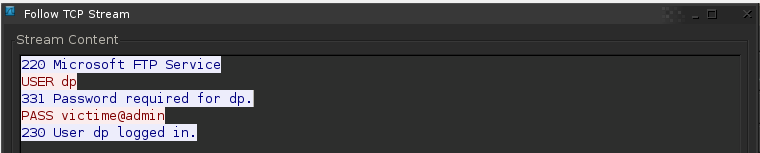 Follow TCP Stream
Stream Content
220 Microsoft FTP Service
USER dp
331 Password required for dp.
PASS victime@admin
230 User dp logged in.